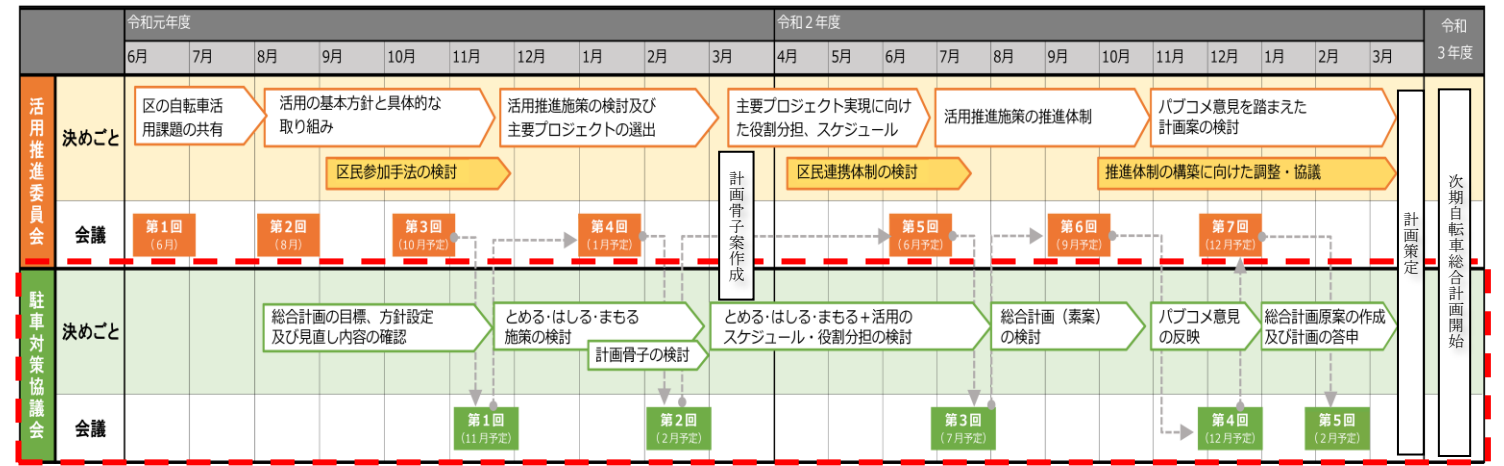 令和元年度
令和２年度
令和
３年度
6月
7月
8月
9月
10月
11月
12月
1月
2月
3月
4月
5月
6月
7月
8月
9月
10月
11月
12月
1月
2月
3月
活用推進委員会
決めごと
区の自転車活
用課題の共有
活用の基本方針と具体的な
取り組み
活用推進施策の検討及び
主要プロジェクトの選出
主要プロジェクト実現に向け
た役割分担、スケジュール
活用推進施策の推進体制
パブコメ意見を踏まえた
計画案の検討
区民参加手法の検討
区民連携体制の検討
推進体制の構築に向けた調整・協議
会議
第1回
（6月）
第2回
（8月）
第3回
（10月予定）
第4回
（1月予定）
第5回
（6月予定）
第6回
（9月予定）
第7回
（12月予定）
計画骨子案作成
計画策定
次期自転車総合計画開始
駐車対策協議会
決めごと
総合計画の目標、方針設定
及び見直し内容の確認
とめる･はしる･まもる
施策の検討
計画骨子の検討
とめる･はしる･まもる＋活用の
スケジュール・役割分担の検討
総合計画（素案）
の検討
パブコメ意見
の反映
総合計画原案の作成
及び計画の答申
会議
第1回
（11月予定）
第2回
（2月予定）
第3回
（7月予定）
第4回
（12月予定）
第5回
（2月予定）